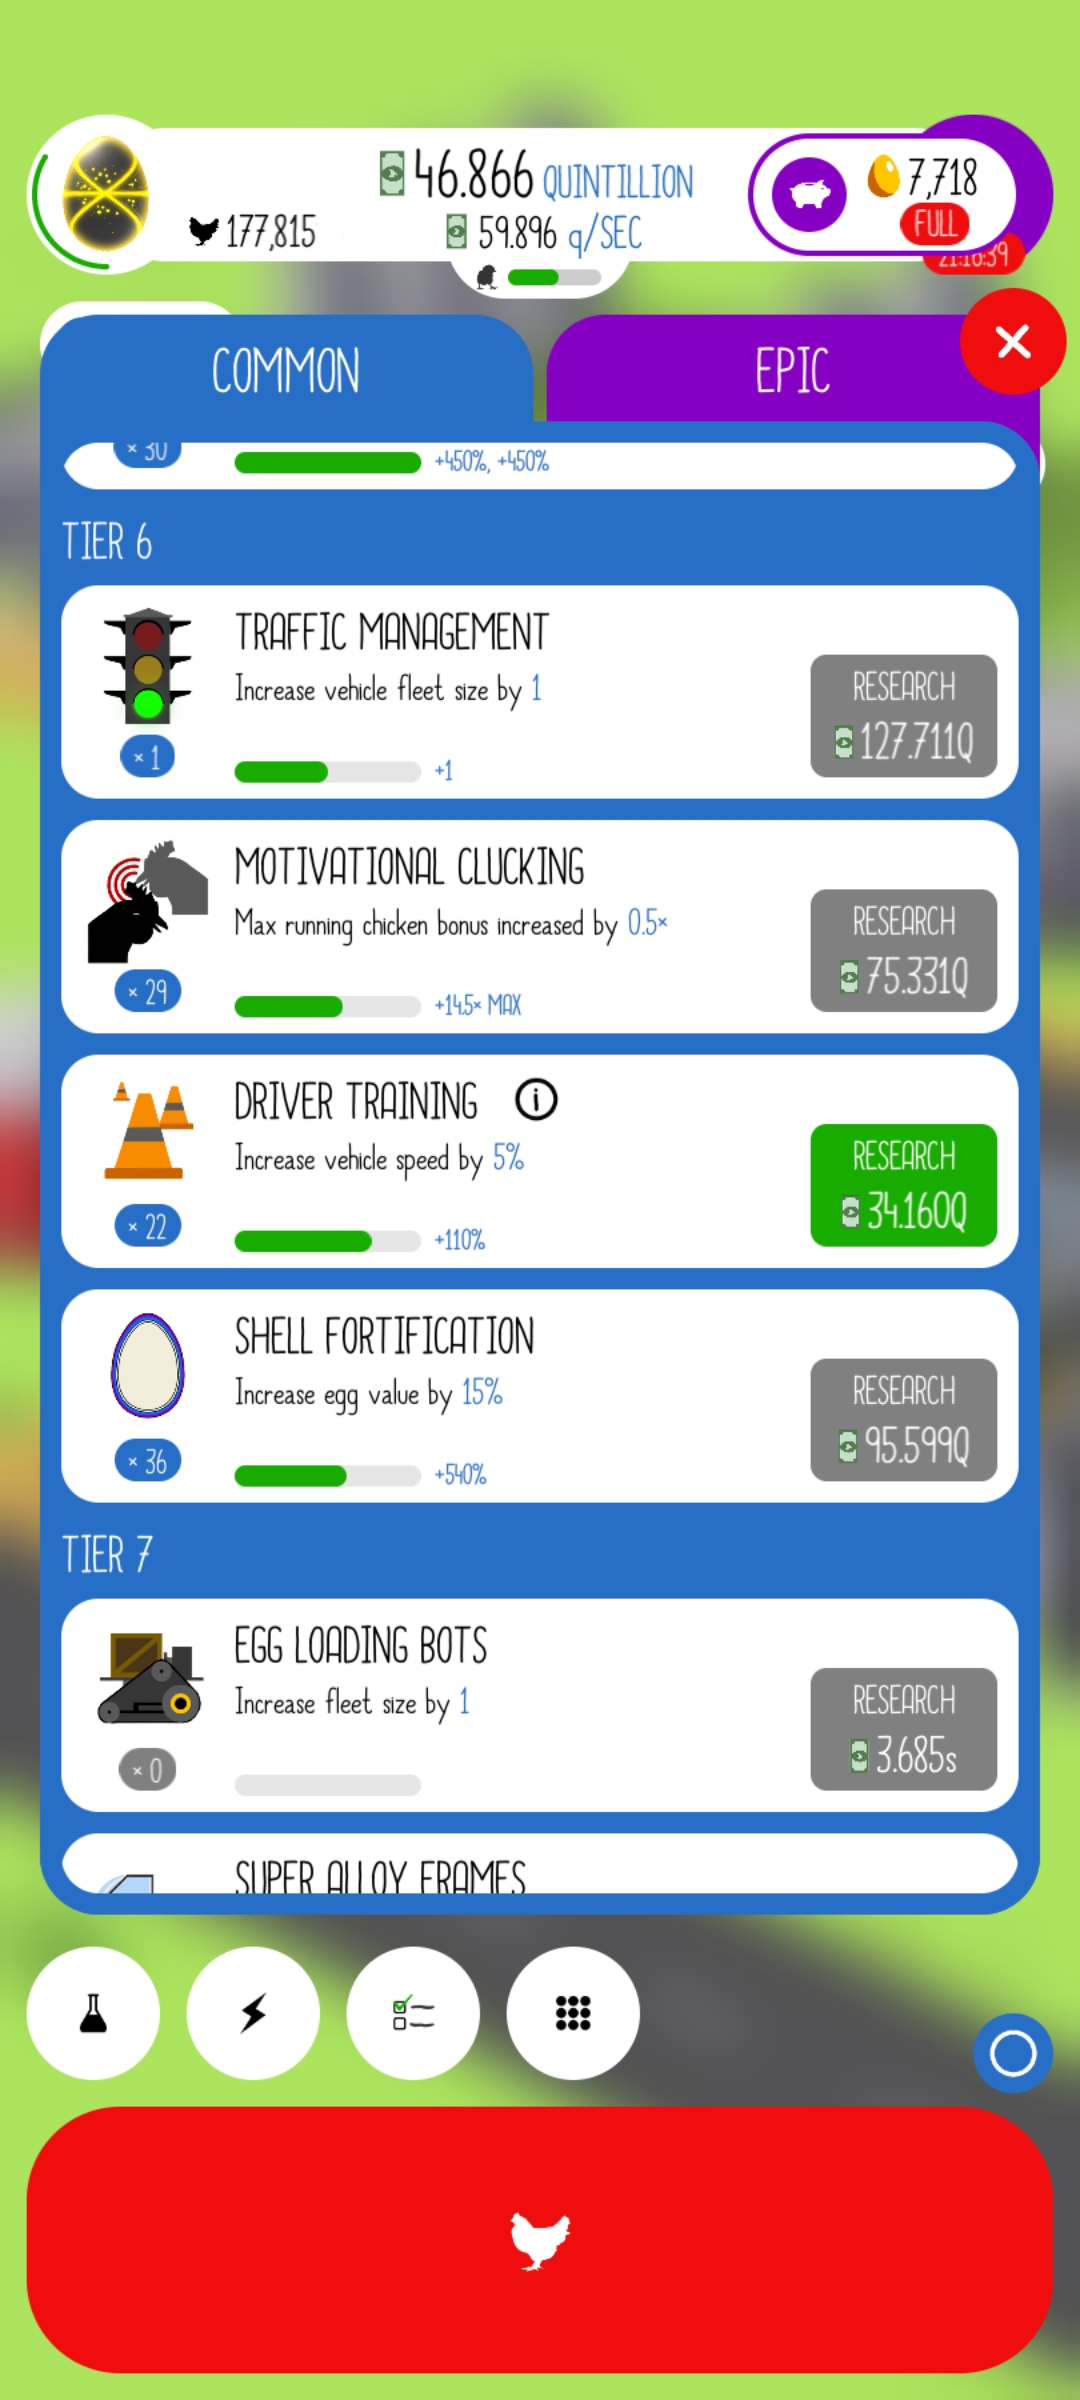 46.866 QUINTILLION
177,815
59.896 q/SEC
7,718
FULL
21:16:39
COMMON
EPIC
× 30
+450%, +450%
TIER 6
TRAFFIC MANAGEMENT
Increase vehicle fleet size by 1
× 1
+1
RESEARCH
127.711Q
MOTIVATIONAL CLUCKING
Max running chicken bonus increased by 0.5×
× 29
+14.5× MAX
RESEARCH
75.331Q
DRIVER TRAINING i
Increase vehicle speed by 5%
× 22
+110%
RESEARCH
34.160Q
SHELL FORTIFICATION
Increase egg value by 15%
× 36
+540%
RESEARCH
95.599Q
TIER 7
EGG LOADING BOTS
Increase fleet size by 1
× 0
RESEARCH
3.685s
SUPER ALLOY FRAMES